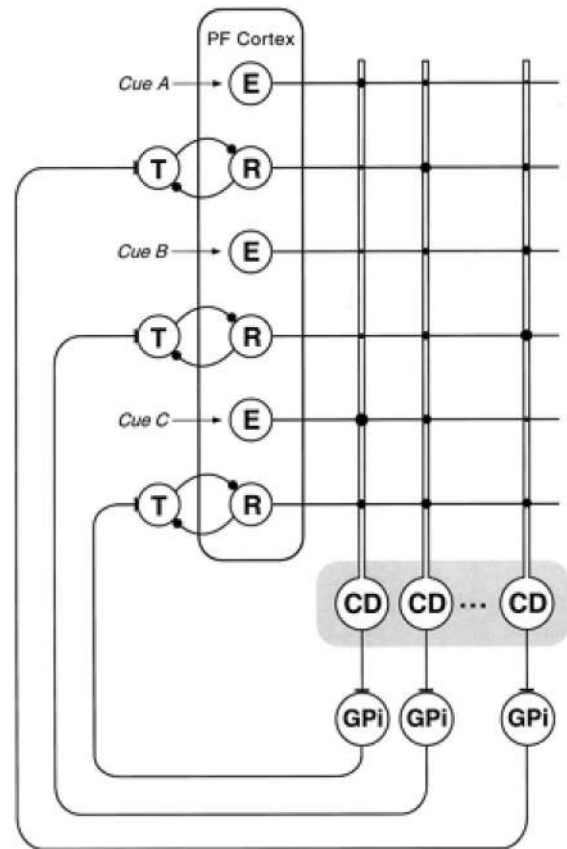 PF Cortex
Cue A E
T R
Cue B E
T R
Cue C E
T R
CD CD ... CD
GPi GPi GPi